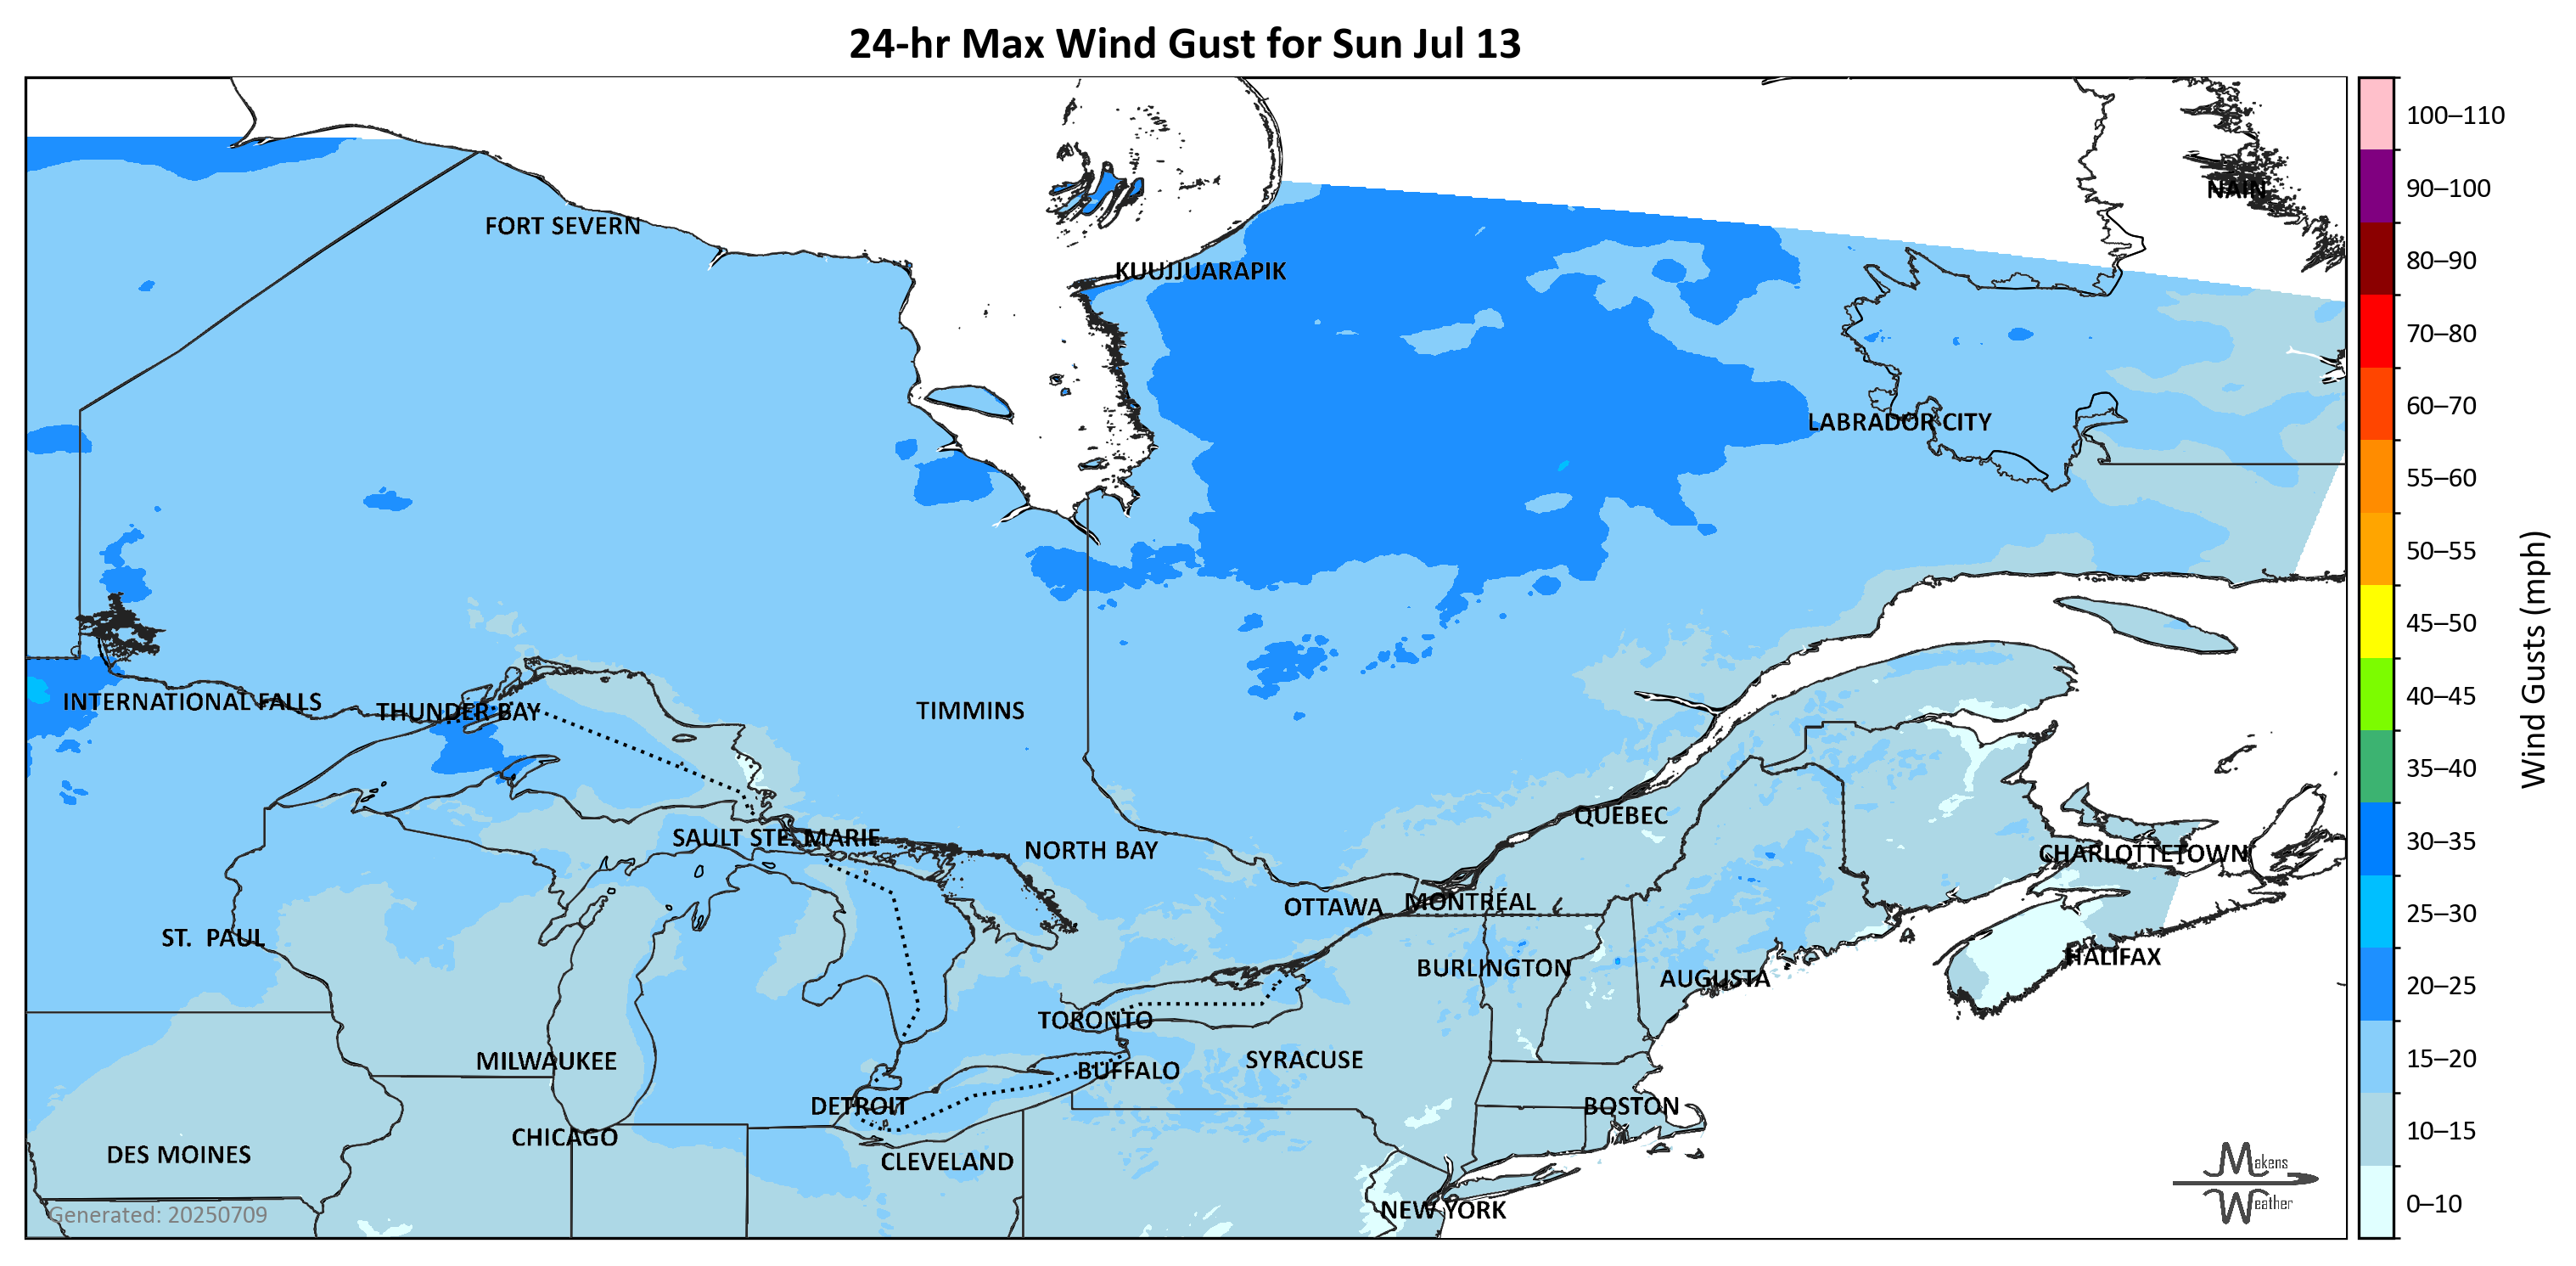 24-hr Max Wind Gust for Sun Jul 13
100–110
90–100
80–90
70–80
60–70
55–60
50–55
45–50
40–45
35–40
30–35
25–30
20–25
15–20
10–15
0–10
Wind Gusts (mph)
NAIN
FORT SEVERN
KUUJJUARAPIK
LABRADOR CITY
INTERNATIONAL FALLS
THUNDER BAY
TIMMINS
QUEBEC
SAULT STE. MARIE
NORTH BAY
CHARLOTTETOWN
OTTAWA
MONTRÉAL
ST. PAUL
HALIFAX
BURLINGTON
AUGUSTA
TORONTO
MILWAUKEE
SYRACUSE
BUFFALO
DETROIT
BOSTON
CHICAGO
DES MOINES
CLEVELAND
NEW YORK
Generated: 20250709
Makens
Weather